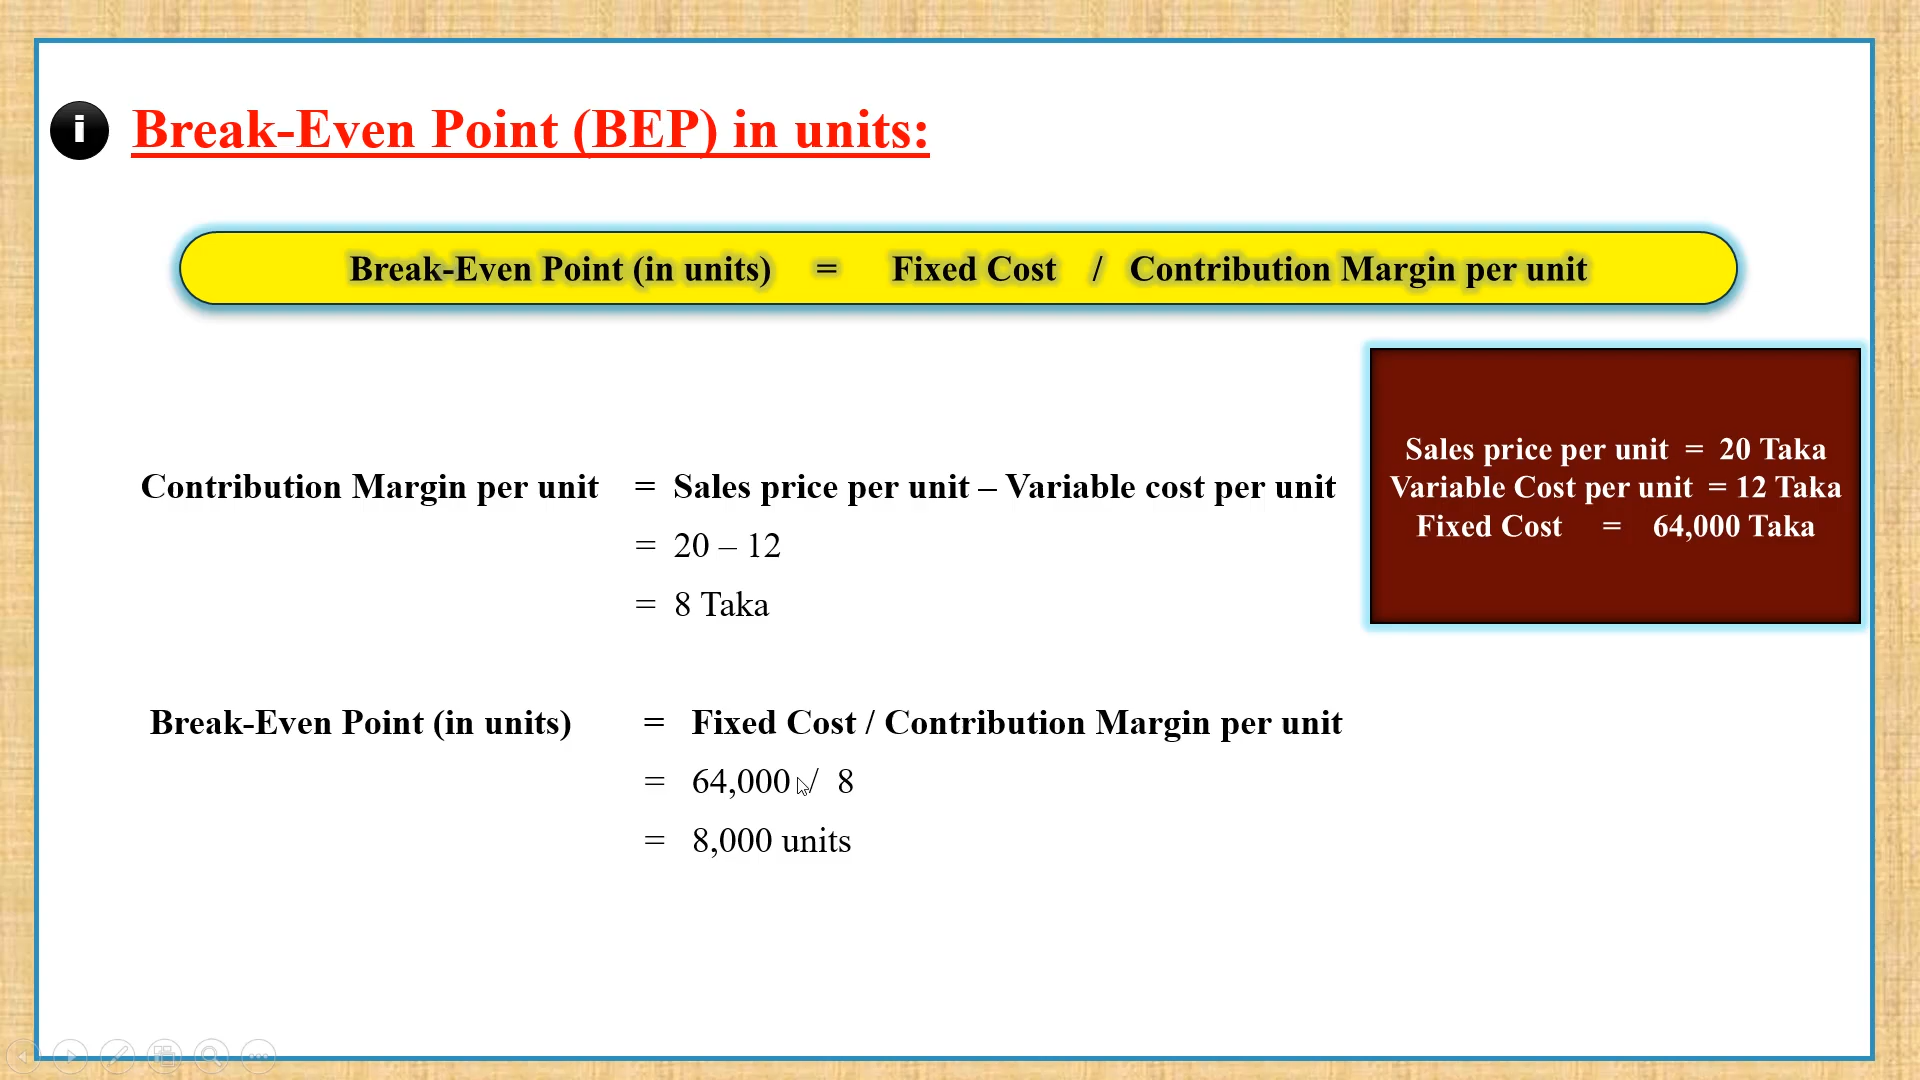 i Break-Even Point (BEP) in units:
Break-Even Point (in units) = Fixed Cost / Contribution Margin per unit
Sales price per unit = 20 Taka
Variable Cost per unit = 12 Taka
Fixed Cost = 64,000 Taka
Contribution Margin per unit = Sales price per unit – Variable cost per unit
= 20 – 12
= 8 Taka
Break-Even Point (in units) = Fixed Cost / Contribution Margin per unit
= 64,000 / 8
= 8,000 units